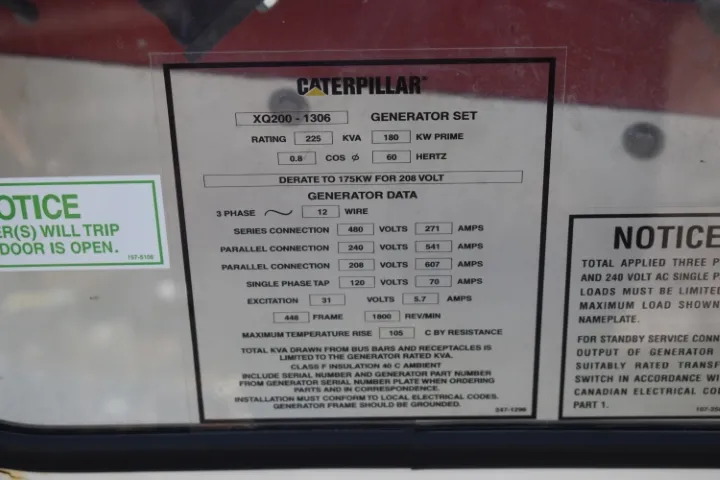 CATERPILLAR
XQ200 - 1306 GENERATOR SET
RATING 225 KVA 180 KW PRIME
0.8 COS ϕ 60 HERTZ
DERATE TO 175KW FOR 208 VOLT
GENERATOR DATA
3 PHASE 12 WIRE
SERIES CONNECTION 480 VOLTS 271 AMPS
PARALLEL CONNECTION 240 VOLTS 541 AMPS
PARALLEL CONNECTION 208 VOLTS 607 AMPS
SINGLE PHASE TAP 120 VOLTS 70 AMPS
EXCITATION 31 VOLTS 5.7 AMPS
448 FRAME 1800 REV/MIN
MAXIMUM TEMPERATURE RISE 105 C BY RESISTANCE
TOTAL KVA DRAWN FROM BUS BARS AND RECEPTACLES IS
LIMITED TO THE GENERATOR RATED KVA.
CLASS F INSULATION 40 C AMBIENT
INCLUDE SERIAL NUMBER AND GENERATOR PART NUMBER
FROM GENERATOR SERIAL NUMBER PLATE WHEN ORDERING
PARTS AND IN CORRESPONDENCE.
INSTALLATION MUST CONFORM TO LOCAL ELECTRICAL CODES.
GENERATOR FRAME SHOULD BE GROUNDED.
247-1296
OTICE
ER(S) WILL TRIP
DOOR IS OPEN.
157-5108
NOTICE
TOTAL APPLIED THREE P
AND 240 VOLT AC SINGLE P
LOADS MUST BE LIMITE
MAXIMUM LOAD SHOWN
NAMEPLATE.
FOR STANDBY SERVICE CONN
OUTPUT OF GENERATOR
SUITABLY RATED TRANSF
SWITCH IN ACCORDANCE WI
CANADIAN ELECTRICAL CO
PART 1.